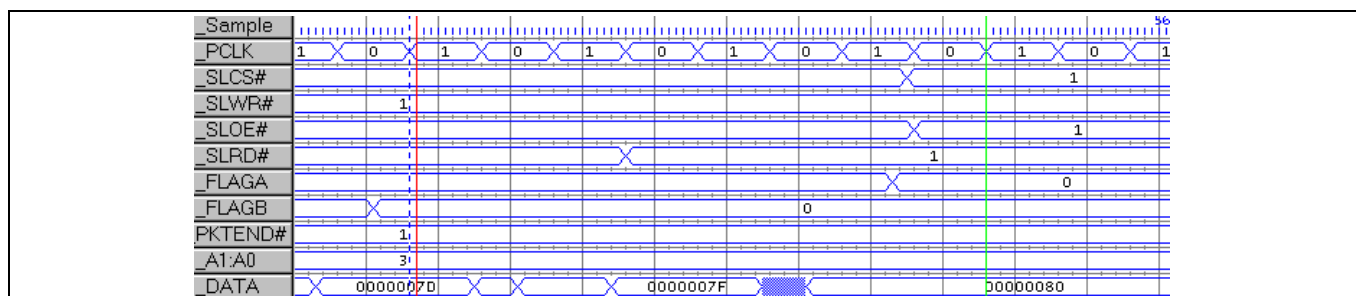 _Sample 56
_PCLK 1 0 1 0 1 0 1 0 1 0 1 0 1
_SLCS# 1
_SLWR# 1
_SLOE# 1
_SLRD# 1
_FLAGA 0
_FLAGB 0
PKTEND# 1
_A1:A0 3
_DATA 0000007D 0000007F 00000080